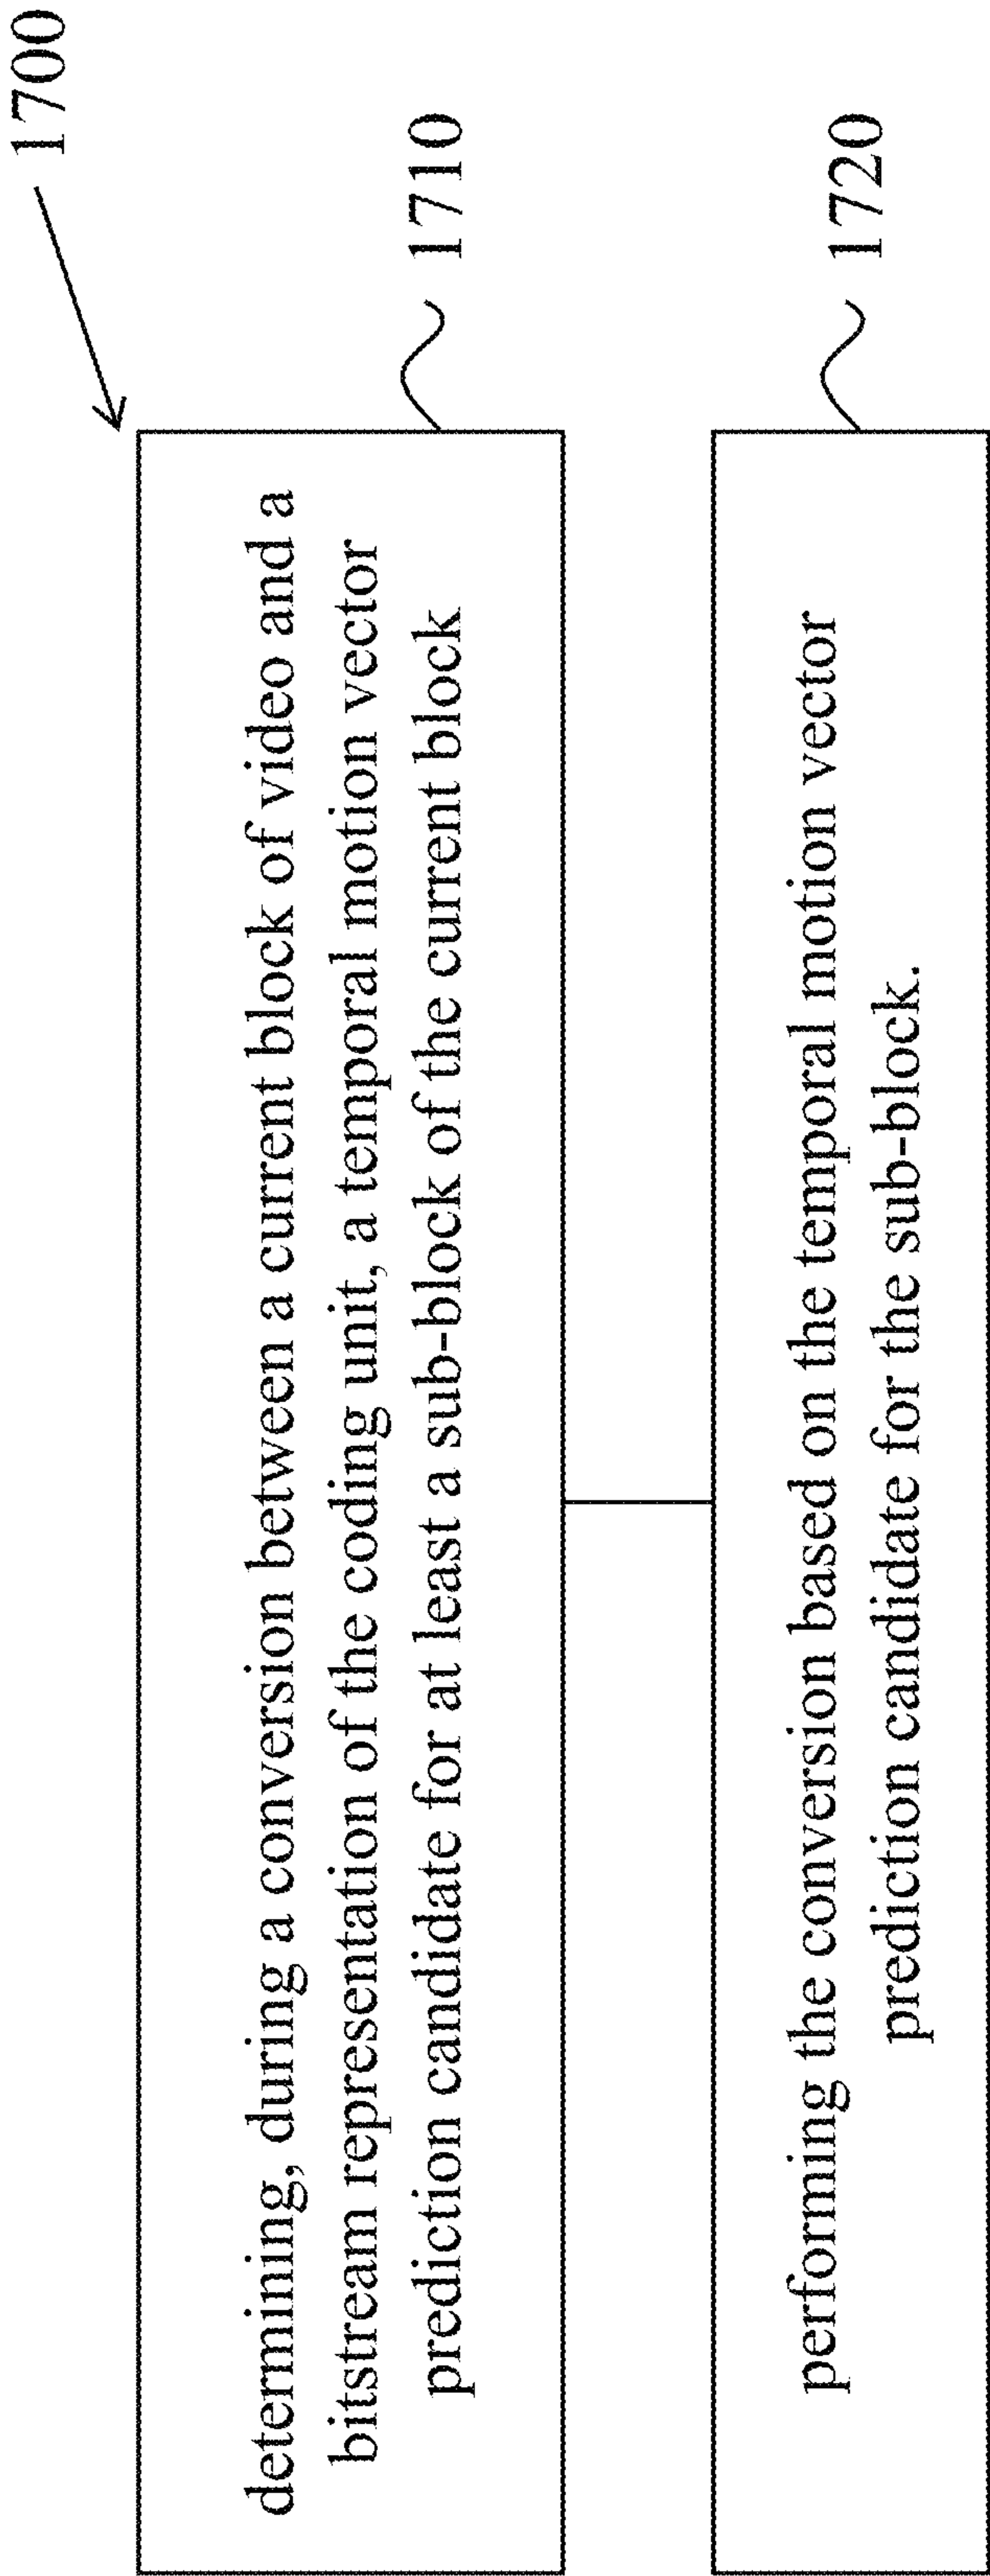 1700
determining, during a conversion between a current block of video and a
bitstream representation of the coding unit, a temporal motion vector
prediction candidate for at least a sub-block of the current block
1710
performing the conversion based on the temporal motion vector
prediction candidate for the sub-block.
1720